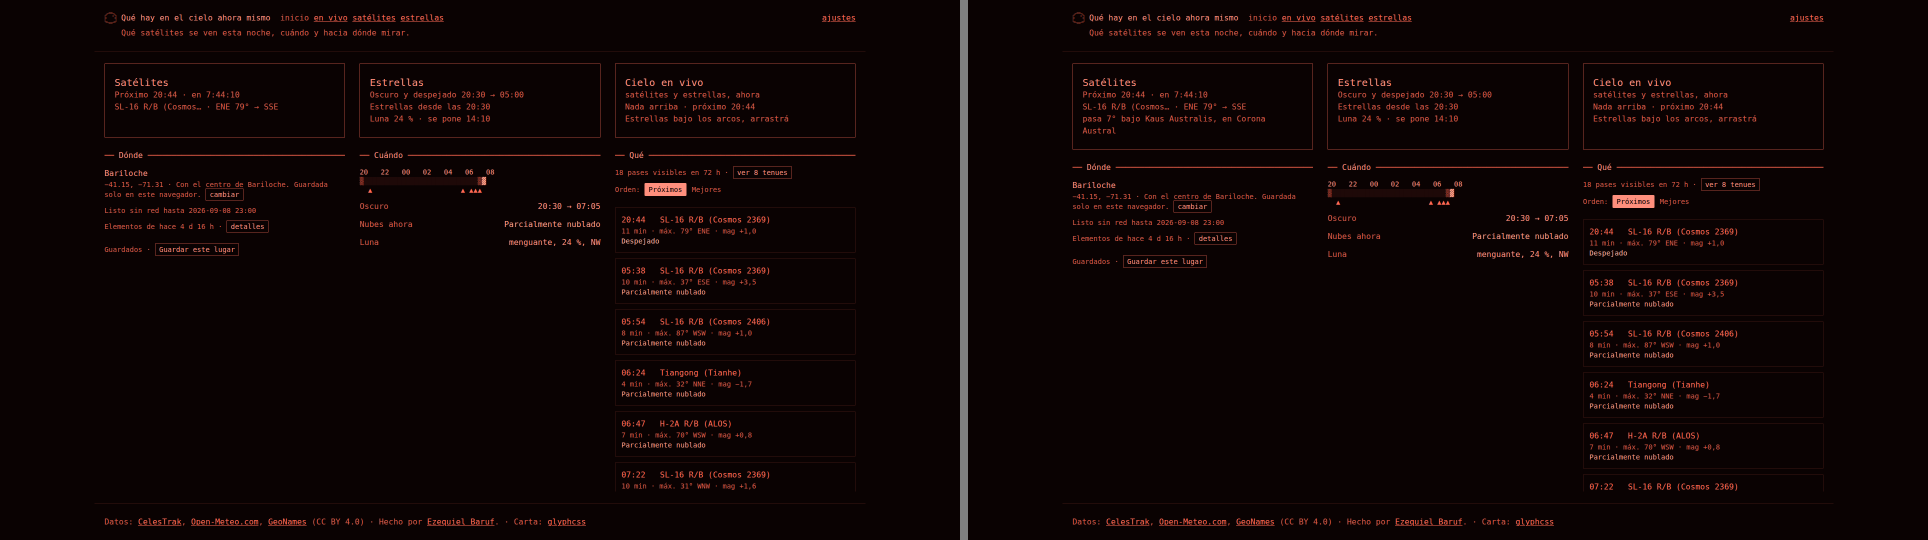 Qué hay en el cielo ahora mismo inicio en vivo satélites estrellas ajustes
Qué satélites se ven esta noche, cuándo y hacia dónde mirar.
Satélites
Próximo 20:44 · en 7:44:10
SL-16 R/B (Cosmos… · ENE 79° → SSE
Estrellas
Oscuro y despejado 20:30 → 05:00
Estrellas desde las 20:30
Luna 24 % · se pone 14:10
Cielo en vivo
satélites y estrellas, ahora
Nada arriba · próximo 20:44
Estrellas bajo los arcos, arrastrá
Dónde
Bariloche
−41.15, −71.31 · Con el centro de Bariloche. Guardada
solo en este navegador. cambiar
Listo sin red hasta 2026-09-08 23:00
Elementos de hace 4 d 16 h · detalles
Guardados · Guardar este lugar
Cuándo
20 22 00 02 04 06 08
Oscuro 20:30 → 07:05
Nubes ahora Parcialmente nublado
Luna menguante, 24 %, NW
Qué
18 pases visibles en 72 h · ver 8 tenues
Orden: Próximos Mejores
20:44 SL-16 R/B (Cosmos 2369)
11 min · máx. 79° ENE · mag +1,0
Despejado
05:38 SL-16 R/B (Cosmos 2369)
10 min · máx. 37° ESE · mag +3,5
Parcialmente nublado
05:54 SL-16 R/B (Cosmos 2406)
8 min · máx. 87° WSW · mag +1,0
Parcialmente nublado
06:24 Tiangong (Tianhe)
4 min · máx. 32° NNE · mag −1,7
Parcialmente nublado
06:47 H-2A R/B (ALOS)
7 min · máx. 70° WSW · mag +0,8
Parcialmente nublado
07:22 SL-16 R/B (Cosmos 2369)
10 min · máx. 31° WNW · mag +1,6
Datos: CelesTrak, Open-Meteo.com, GeoNames (CC BY 4.0) · Hecho por Ezequiel Baruf. · Carta: glyphcss
Qué hay en el cielo ahora mismo inicio en vivo satélites estrellas ajustes
Qué satélites se ven esta noche, cuándo y hacia dónde mirar.
Satélites
Próximo 20:44 · en 7:44:10
SL-16 R/B (Cosmos… · ENE 79° → SSE
pasa 7° bajo Kaus Australis, en Corona
Austral
Estrellas
Oscuro y despejado 20:30 → 05:00
Estrellas desde las 20:30
Luna 24 % · se pone 14:10
Cielo en vivo
satélites y estrellas, ahora
Nada arriba · próximo 20:44
Estrellas bajo los arcos, arrastrá
Dónde
Bariloche
−41.15, −71.31 · Con el centro de Bariloche. Guardada
solo en este navegador. cambiar
Listo sin red hasta 2026-09-08 23:00
Elementos de hace 4 d 16 h · detalles
Guardados · Guardar este lugar
Cuándo
20 22 00 02 04 06 08
Oscuro 20:30 → 07:05
Nubes ahora Parcialmente nublado
Luna menguante, 24 %, NW
Qué
18 pases visibles en 72 h · ver 8 tenues
Orden: Próximos Mejores
20:44 SL-16 R/B (Cosmos 2369)
11 min · máx. 79° ENE · mag +1,0
Despejado
05:38 SL-16 R/B (Cosmos 2369)
10 min · máx. 37° ESE · mag +3,5
Parcialmente nublado
05:54 SL-16 R/B (Cosmos 2406)
8 min · máx. 87° WSW · mag +1,0
Parcialmente nublado
06:24 Tiangong (Tianhe)
4 min · máx. 32° NNE · mag −1,7
Parcialmente nublado
06:47 H-2A R/B (ALOS)
7 min · máx. 70° WSW · mag +0,8
Parcialmente nublado
07:22 SL-16 R/B (Cosmos 2369)
Datos: CelesTrak, Open-Meteo.com, GeoNames (CC BY 4.0) · Hecho por Ezequiel Baruf. · Carta: glyphcss